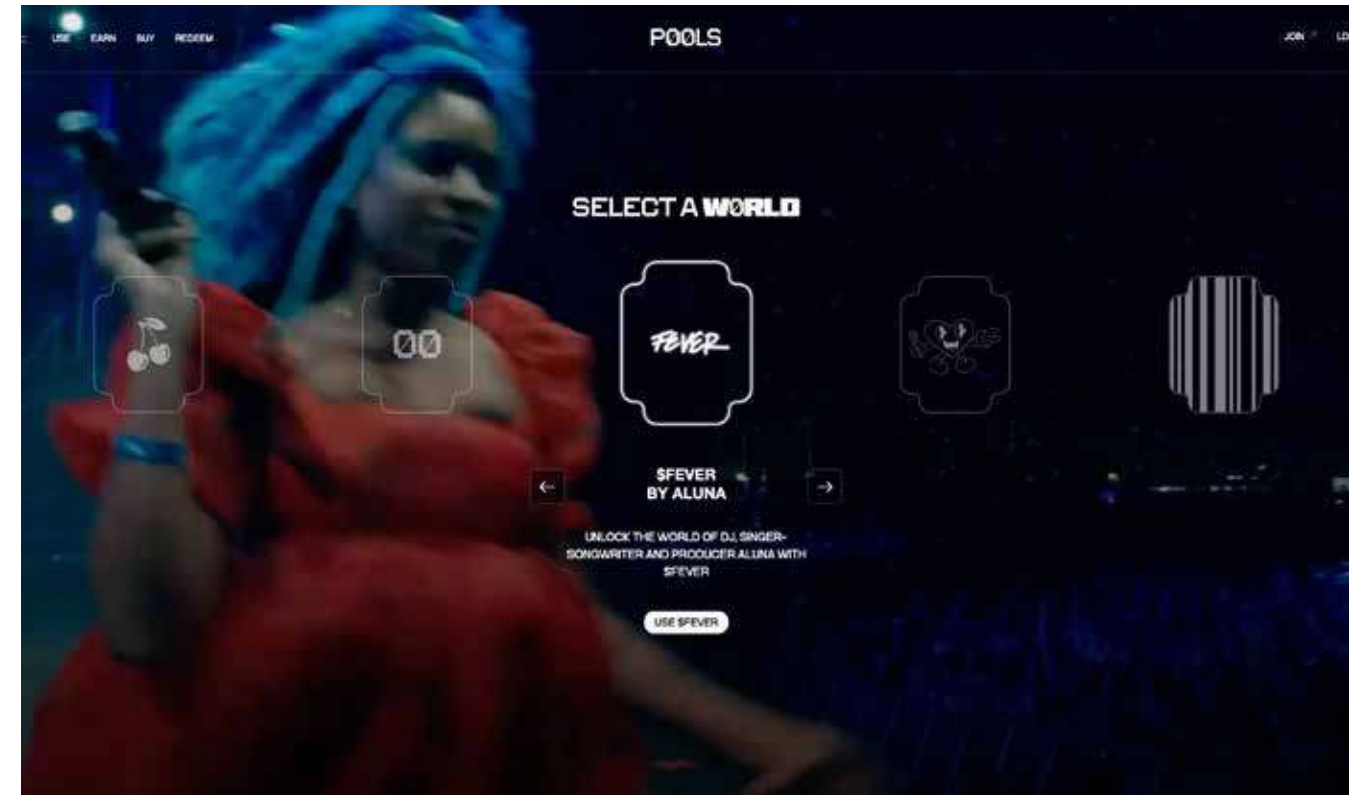 USE EARN BUY REDEEM
P00LS
JOIN
SELECT A W0RLD
00
FEVER
$FEVER
BY ALUNA
UNLOCK THE WORLD OF DJ, SINGER-
SONGWRITER AND PRODUCER ALUNA WITH
$FEVER
USE $FEVER